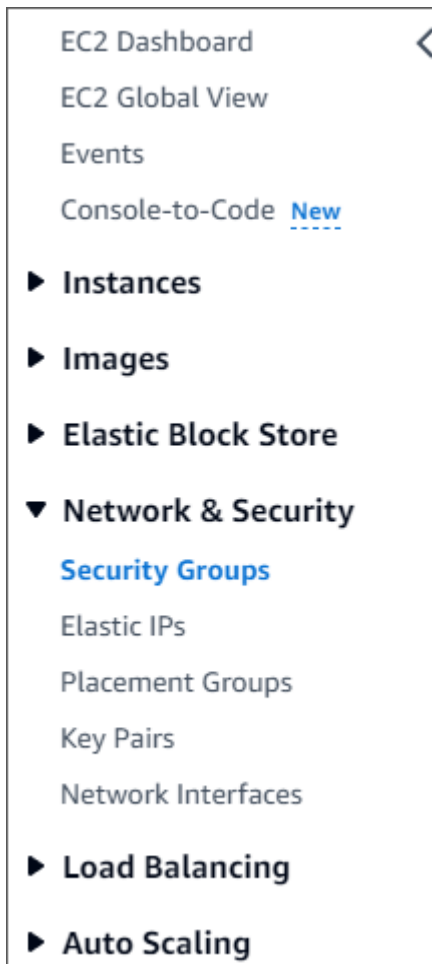 EC2 Dashboard
EC2 Global View
Events
Console-to-Code New
Instances
Images
Elastic Block Store
Network & Security
Security Groups
Elastic IPs
Placement Groups
Key Pairs
Network Interfaces
Load Balancing
Auto Scaling